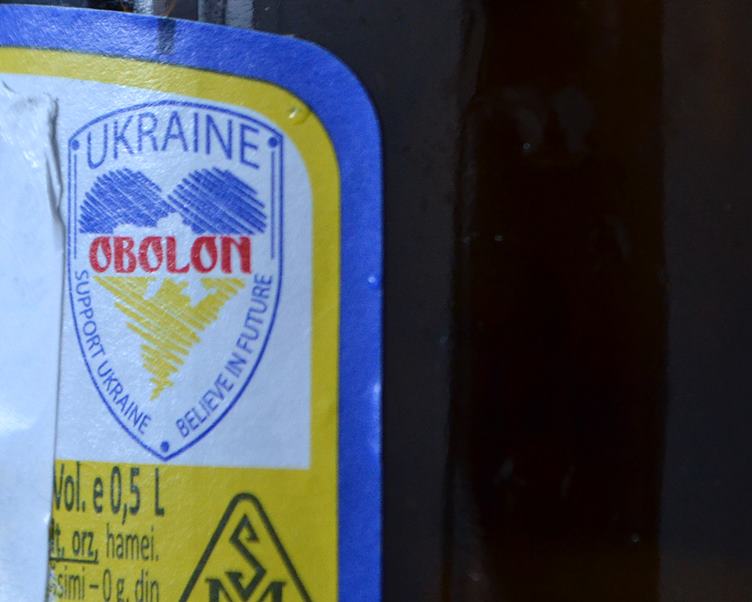 UKRAINE
OBOLON
SUPPORT UKRAINE
BELIEVE IN FUTURE
Vol. e 0,5 L
orz, hamei.
– 0 g, din